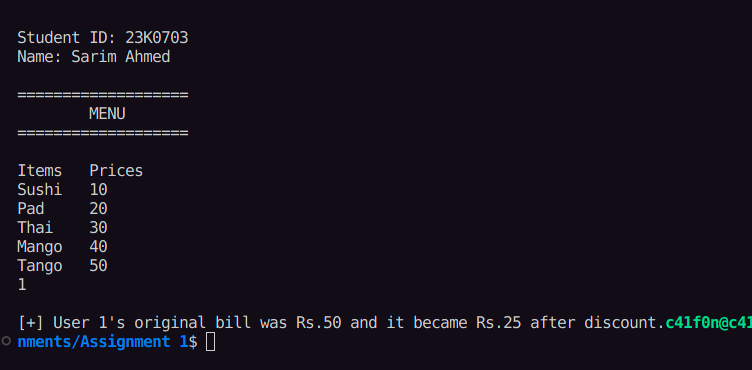 Student ID: 23K0703
Name: Sarim Ahmed
===================
MENU
===================
Items Prices
Sushi 10
Pad 20
Thai 30
Mango 40
Tango 50
1
[+] User 1's original bill was Rs.50 and it became Rs.25 after discount.c41f0n@c41
nments/Assignment 1$